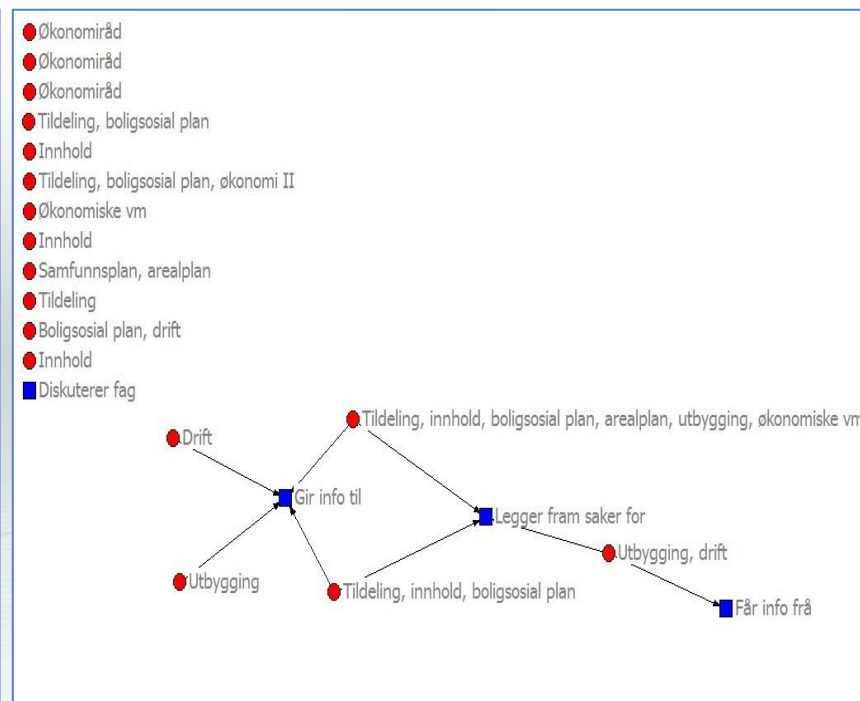 Økonomiråd
Økonomiråd
Økonomiråd
Tildeling, boligsosial plan
Innhold
Tildeling, boligsosial plan, økonomi II
Økonomiske vm
Innhold
Samfunnsplan, arealplan
Tildeling
Boligsosial plan, drift
Innhold
Diskuterer fag
Tildeling, innhold, boligsosial plan, arealplan, utbygging, økonomiske vm
Drift
Gir info til
Legger fram saker for
Utbygging, drift
Utbygging
Tildeling, innhold, boligsosial plan
Får info frå